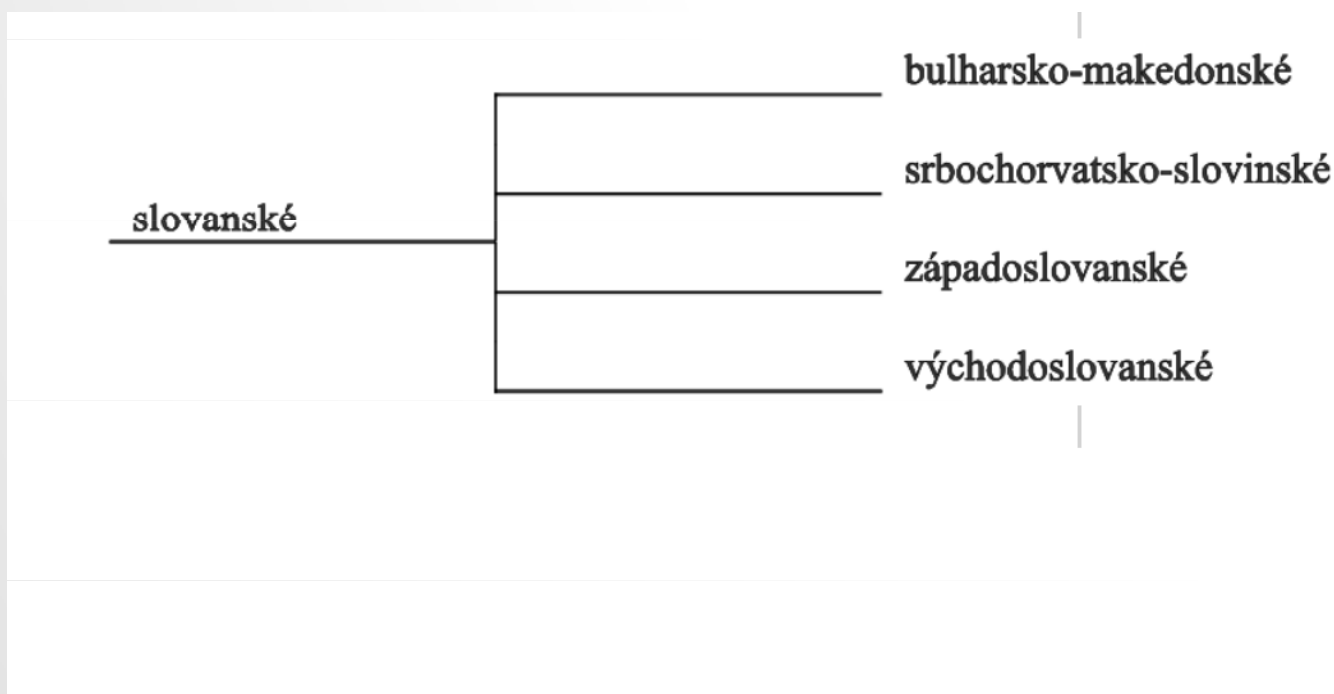 bulharsko-makedonské
srbochorvatsko-slovinské
slovanské
západoslovanské
východoslovanské